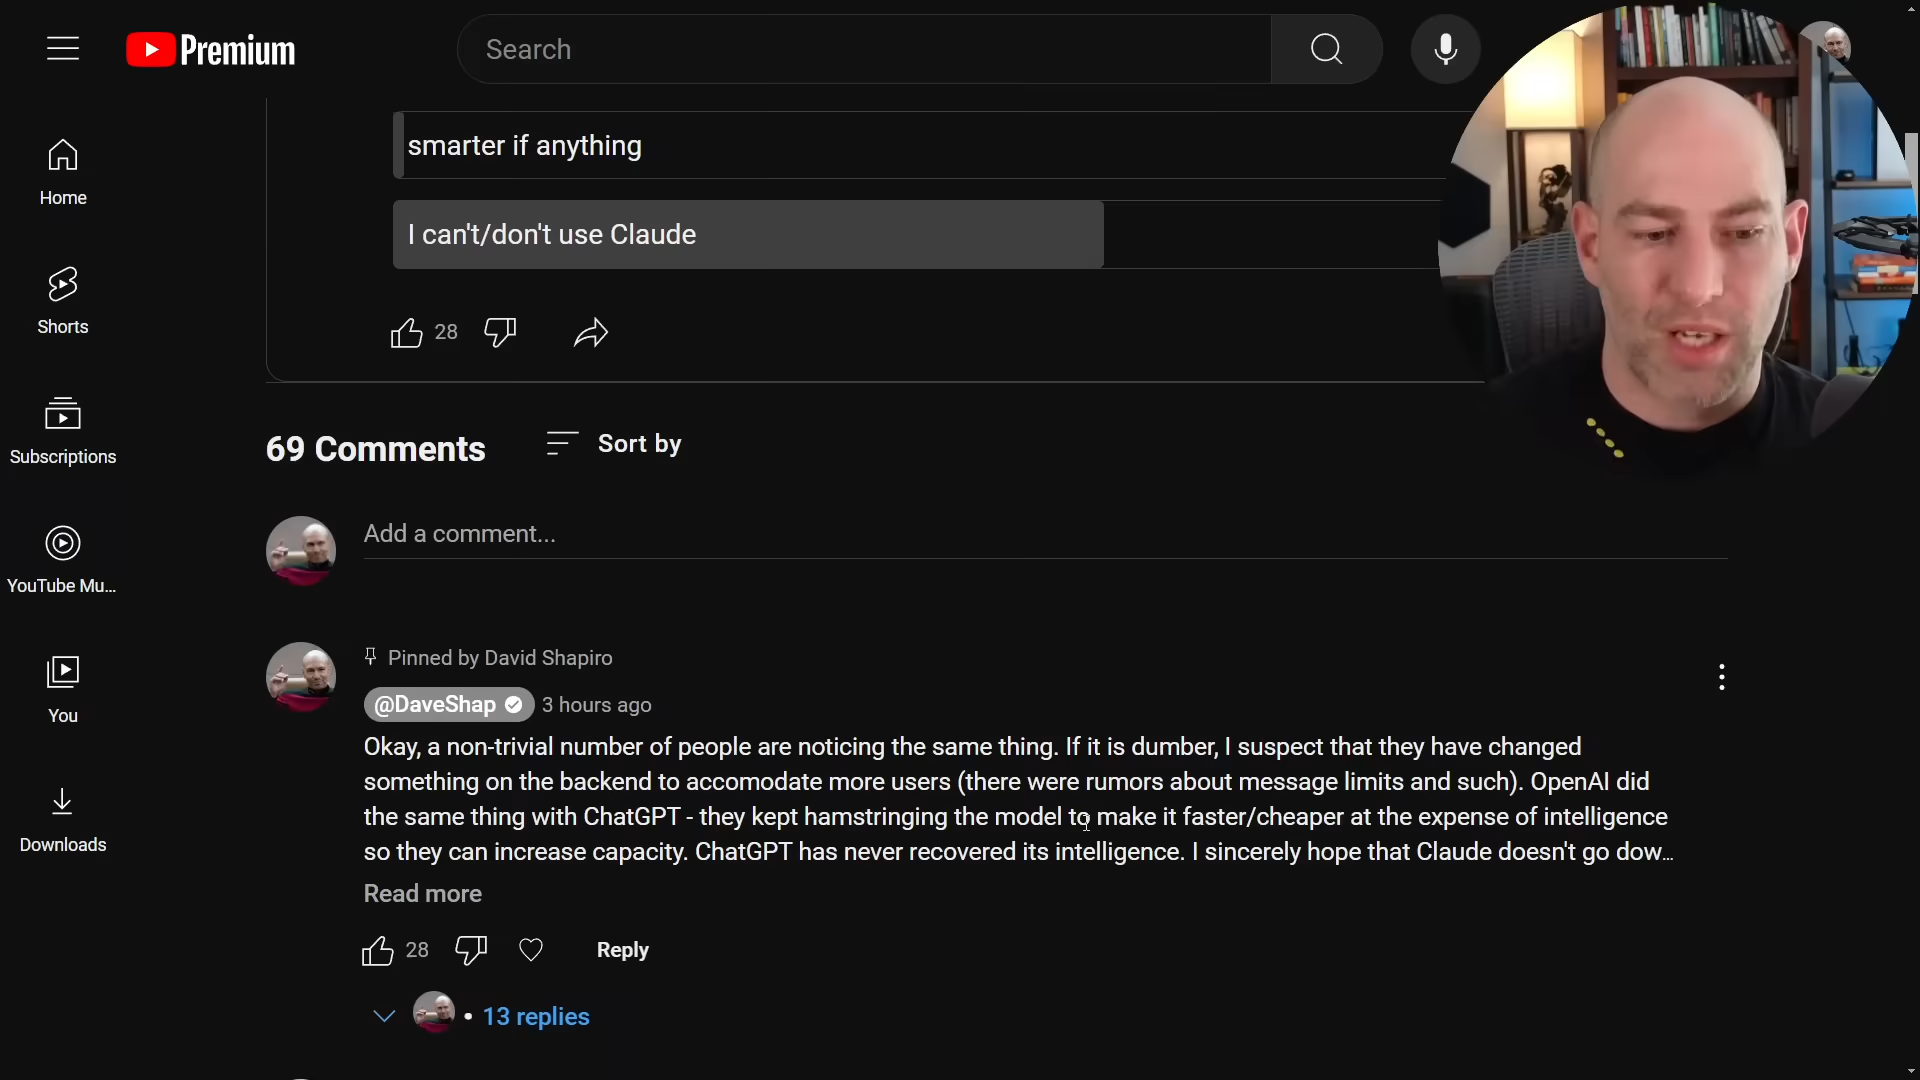 Premium
Search
Home
Shorts
Subscriptions
YouTube Mu...
You
Downloads
smarter if anything
I can't/don't use Claude
28
69 Comments
Sort by
Add a comment...
Pinned by David Shapiro
@DaveShap 3 hours ago
Okay, a non-trivial number of people are noticing the same thing. If it is dumber, I suspect that they have changed
something on the backend to accomodate more users (there were rumors about message limits and such). OpenAI did
the same thing with ChatGPT - they kept hamstringing the model to make it faster/cheaper at the expense of intelligence
so they can increase capacity. ChatGPT has never recovered its intelligence. I sincerely hope that Claude doesn't go dow...
Read more
28
Reply
• 13 replies